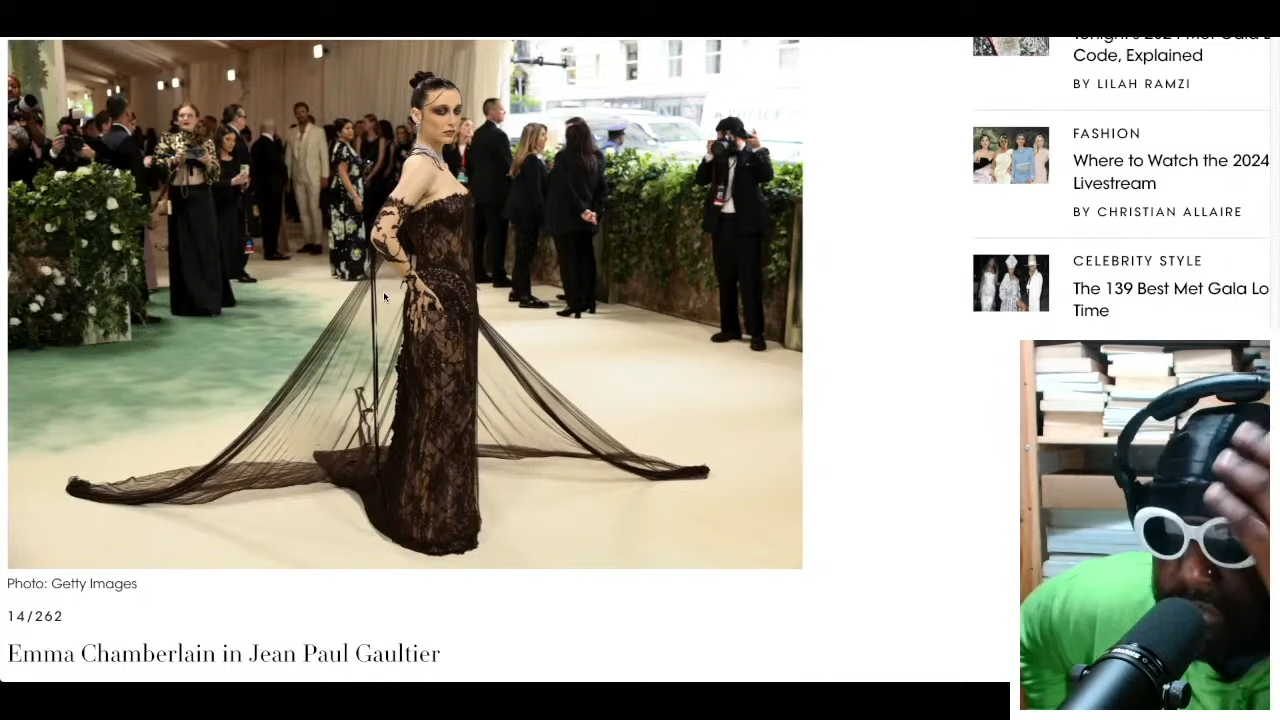 Photo: Getty Images
14/262
Emma Chamberlain in Jean Paul Gaultier
Code, Explained
BY LILAH RAMZI
FASHION
Where to Watch the 2024
Livestream
BY CHRISTIAN ALLAIRE
CELEBRITY STYLE
The 139 Best Met Gala Lo
Time